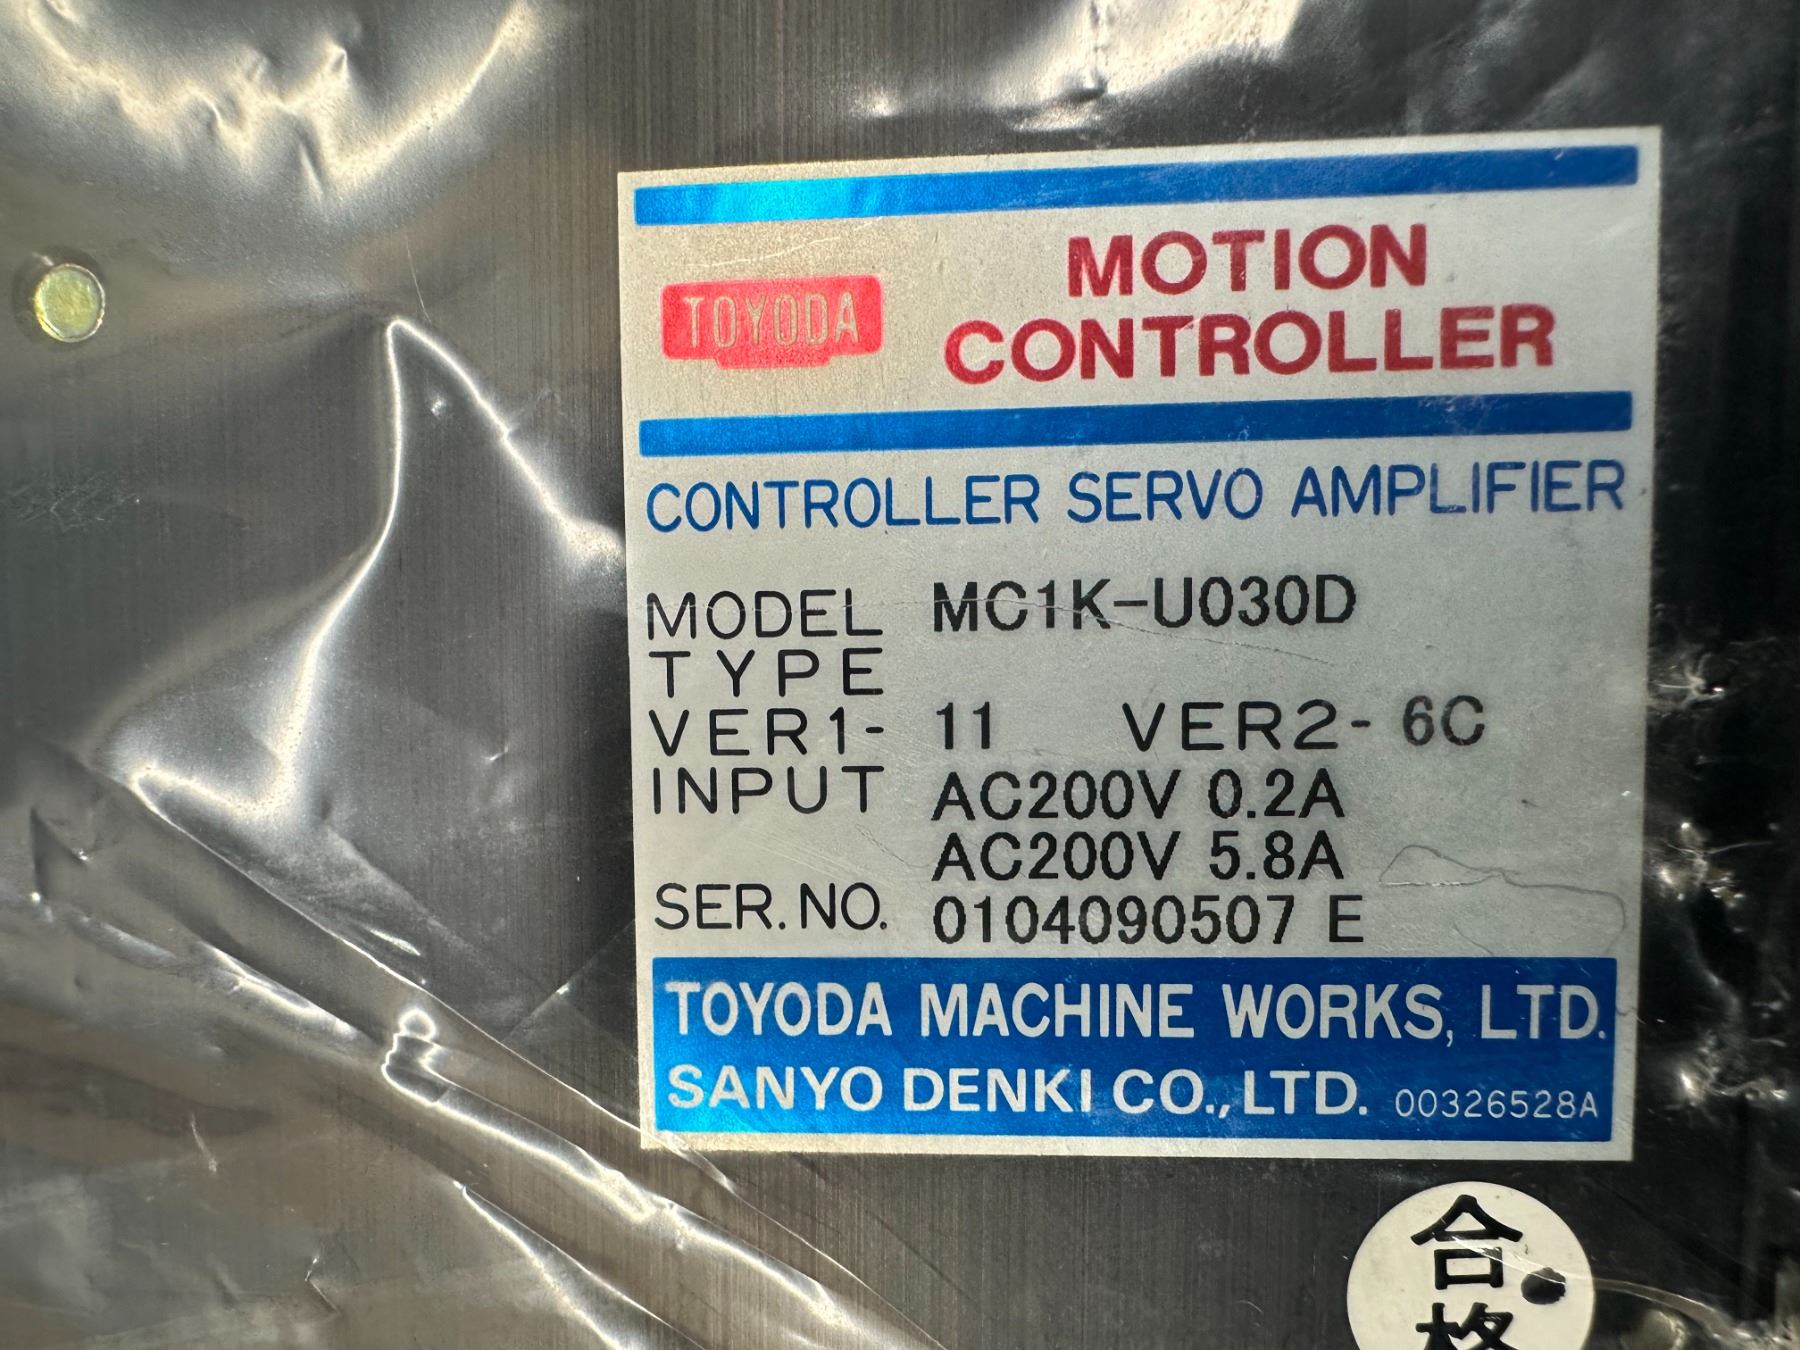 TOYODA
MOTION
CONTROLLER
CONTROLLER SERVO AMPLIFIER
MODEL MC1K-U030D
TYPE
VER1- 11 VER2- 6C
INPUT AC200V 0.2A
AC200V 5.8A
SER. NO. 0104090507 E
TOYODA MACHINE WORKS, LTD.
SANYO DENKI CO., LTD. 00326528A
合
格